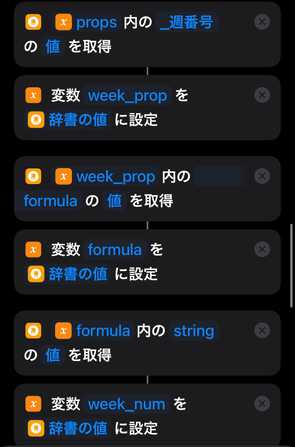 props 内の _週番号
の 値 を取得
変数 week_prop を
辞書の値 に設定
week_prop 内の
formula の 値 を取得
変数 formula を
辞書の値 に設定
formula 内の string
の 値 を取得
変数 week_num を
辞書の値 に設定